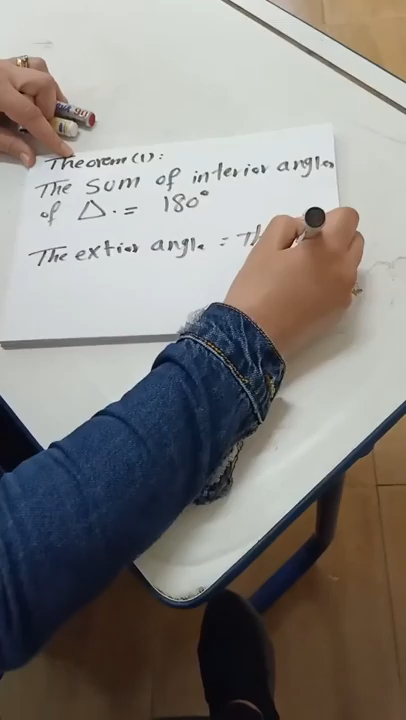 Theorem (1):
The Sum of interior angles
of Δ = 180°
The extior angle = Th